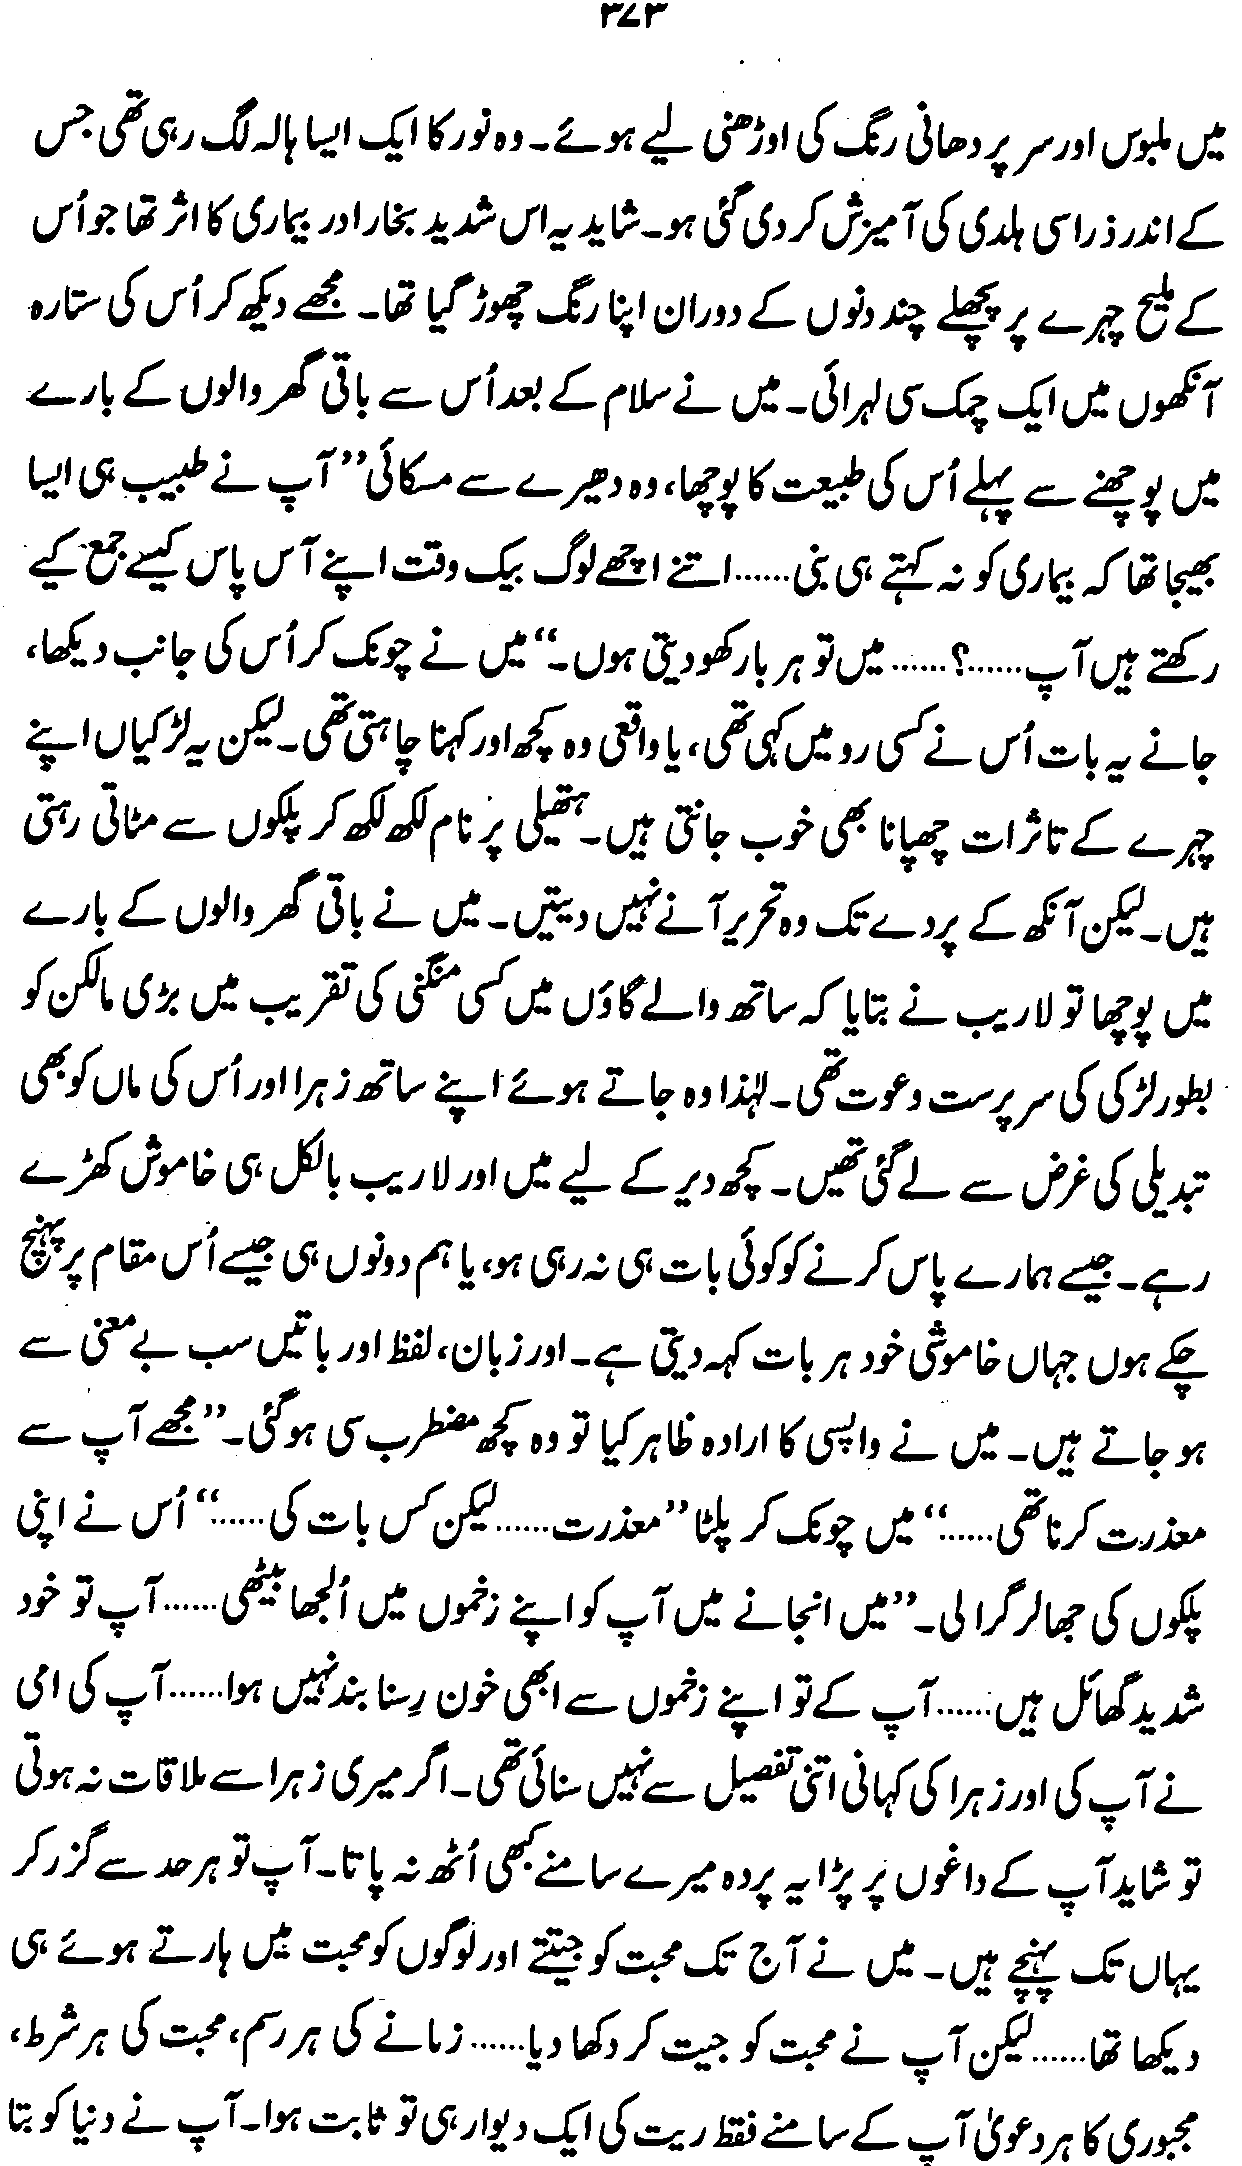 ۳۷۳
میں ملبوس اور سر پر دھانی رنگ کی اوڑھنی لیے ہوئے۔ وہ نور کا ایک ایسا ہالہ لگ رہی تھی جس
کے اندر ذرا سی ہلدی کی آمیزش کر دی گئی ہو۔ شاید یہ اس شدید بخار اور بیماری کا اثر تھا جو اُس
کے ملیح چہرے پر پچھلے چند دنوں کے دوران اپنا رنگ چھوڑ گیا تھا۔ مجھے دیکھ کر اُس کی ستارہ
آنکھوں میں ایک چمک سی لہرائی۔ میں نے سلام کے بعد اُس سے باقی گھر والوں کے بارے
میں پوچھنے سے پہلے اُس کی طبیعت کا پوچھا، وہ دھیرے سے مسکائی ”آپ نے طبیب ہی ایسا
بھیجا تھا کہ بیماری کو نہ کہتے ہی بنی...... اتنے اچھے لوگ بیک وقت اپنے آس پاس کیسے جمع کیے
رکھتے ہیں آپ......؟...... میں تو ہر بار کھو دیتی ہوں۔“ میں نے چونک کر اُس کی جانب دیکھا،
جانے یہ بات اُس نے کسی رو میں کہی تھی، یا واقعی وہ کچھ اور کہنا چاہتی تھی۔ لیکن یہ لڑکیاں اپنے
چہرے کے تاثرات چھپانا بھی خوب جانتی ہیں۔ ہتھیلی پر نام لکھ لکھ کر پلکوں سے مٹاتی رہتی
ہیں۔ لیکن آنکھ کے پردے تک وہ تحریر آنے نہیں دیتیں۔ میں نے باقی گھر والوں کے بارے
میں پوچھا تو لاریب نے بتایا کہ ساتھ والے گاؤں میں کسی منگنی کی تقریب میں بڑی مالکن کو
بطور لڑکی کی سرپرست دعوت تھی۔ لہٰذا وہ جاتے ہوئے اپنے ساتھ زہرا اور اُس کی ماں کو بھی
تبدیلی کی غرض سے لے گئی تھیں۔ کچھ دیر کے لیے میں اور لاریب بالکل ہی خاموش کھڑے
رہے۔ جیسے ہمارے پاس کرنے کو کوئی بات ہی نہ رہی ہو، یا ہم دونوں ہی جیسے اُس مقام پر پہنچ
چکے ہوں جہاں خاموشی خود ہر بات کہہ دیتی ہے۔ اور زبان، لفظ اور باتیں سب بے معنی سے
ہو جاتے ہیں۔ میں نے واپسی کا ارادہ ظاہر کیا تو وہ کچھ مضطرب سی ہو گئی۔ ”مجھے آپ سے
معذرت کرنا تھی......“ میں چونک کر پلٹا ”معذرت...... لیکن کس بات کی......“ اُس نے اپنی
پلکوں کی جھالر گرا لی۔ ”میں انجانے میں آپ کو اپنے زخموں میں اُلجھا بیٹھی...... آپ تو خود
شدید گھائل ہیں...... آپ کے تو اپنے زخموں سے ابھی خون رِسنا بند نہیں ہوا...... آپ کی امی
نے آپ کی اور زہرا کی کہانی اتنی تفصیل سے نہیں سنائی تھی۔ اگر میری زہرا سے ملاقات نہ ہوتی
تو شاید آپ کے داغوں پر پڑا یہ پردہ میرے سامنے کبھی اُٹھ نہ پاتا۔ آپ تو ہر حد سے گزر کر
یہاں تک پہنچے ہیں۔ میں نے آج تک محبت کو جیتتے اور لوگوں کو محبت میں ہارتے ہوئے ہی
دیکھا تھا...... لیکن آپ نے محبت کو جیت کر دکھا دیا...... زمانے کی ہر رسم، محبت کی ہر شرط،
مجبوری کا ہر دعویٰ آپ کے سامنے فقط ریت کی ایک دیوار ہی تو ثابت ہوا۔ آپ نے دنیا کو بتا